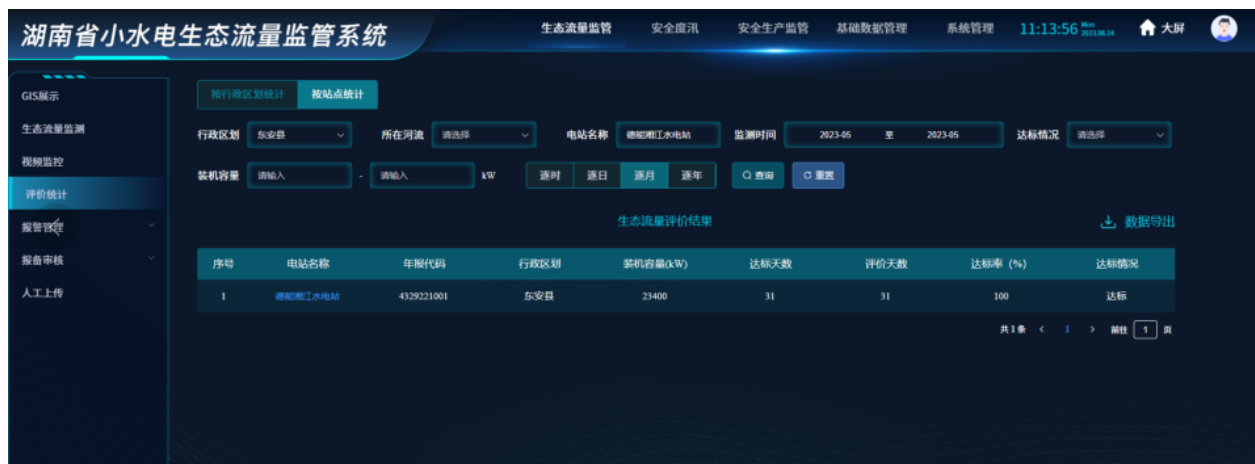 湖南省小水电生态流量监管系统
生态流量监管 安全度汛 安全生产监管 基础数据管理 系统管理 11:13:56 Mon 2023.08.14 大屏
GIS展示
生态流量监测
视频监控
评价统计
报警管理
报备审核
人工上传
按行政区划统计 按站点统计
行政区划 东安县 所在河流 请选择 电站名称 德能湘江水电站 监测时间 2023-05 至 2023-05 达标情况 请选择
装机容量 请输入 - 请输入 kW 逐时 逐日 逐月 逐年 查询 重置
生态流量评价结果 数据导出
序号 电站名称 年报代码 行政区划 装机容量(kW) 达标天数 评价天数 达标率 (%) 达标情况
1 德能湘江水电站 4329221001 东安县 23400 31 31 100 达标
共1条 < 1 > 前往 1 页